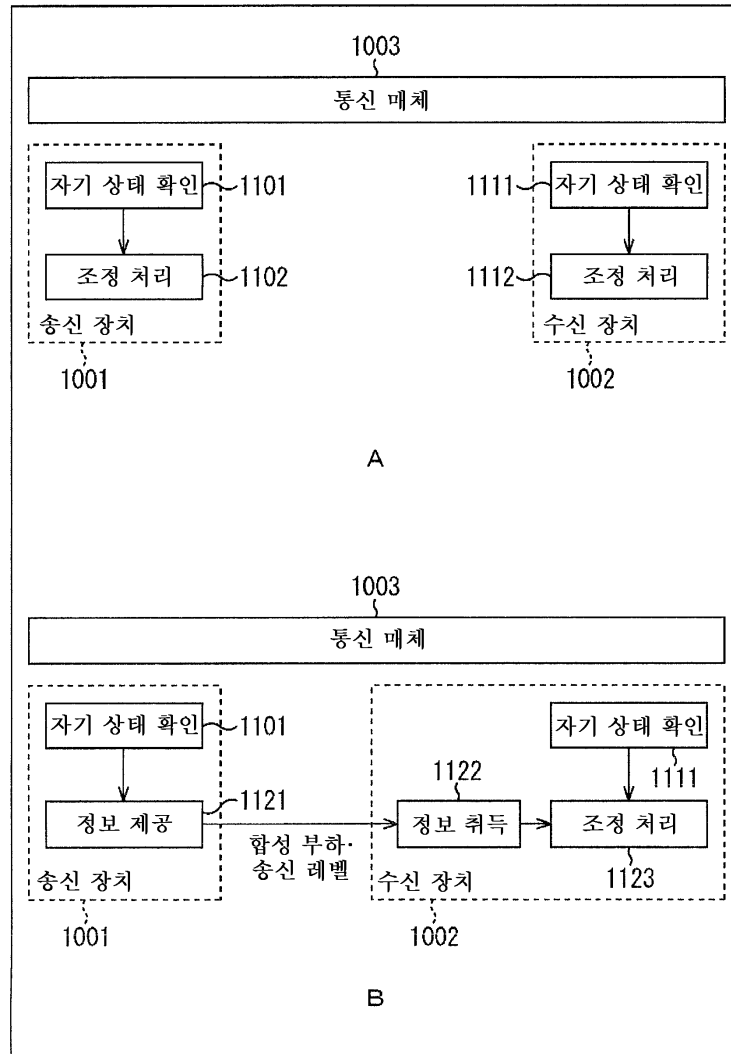 1003
통신 매체
자기 상태 확인
1101
1111
자기 상태 확인
조정 처리
1102
1112
조정 처리
송신 장치
수신 장치
1001
1002
A
1003
통신 매체
자기 상태 확인
1101
자기 상태 확인
1111
1121
1122
정보 제공
정보 취득
조정 처리
합성 부하·
송신 레벨
1123
송신 장치
수신 장치
1001
1002
B